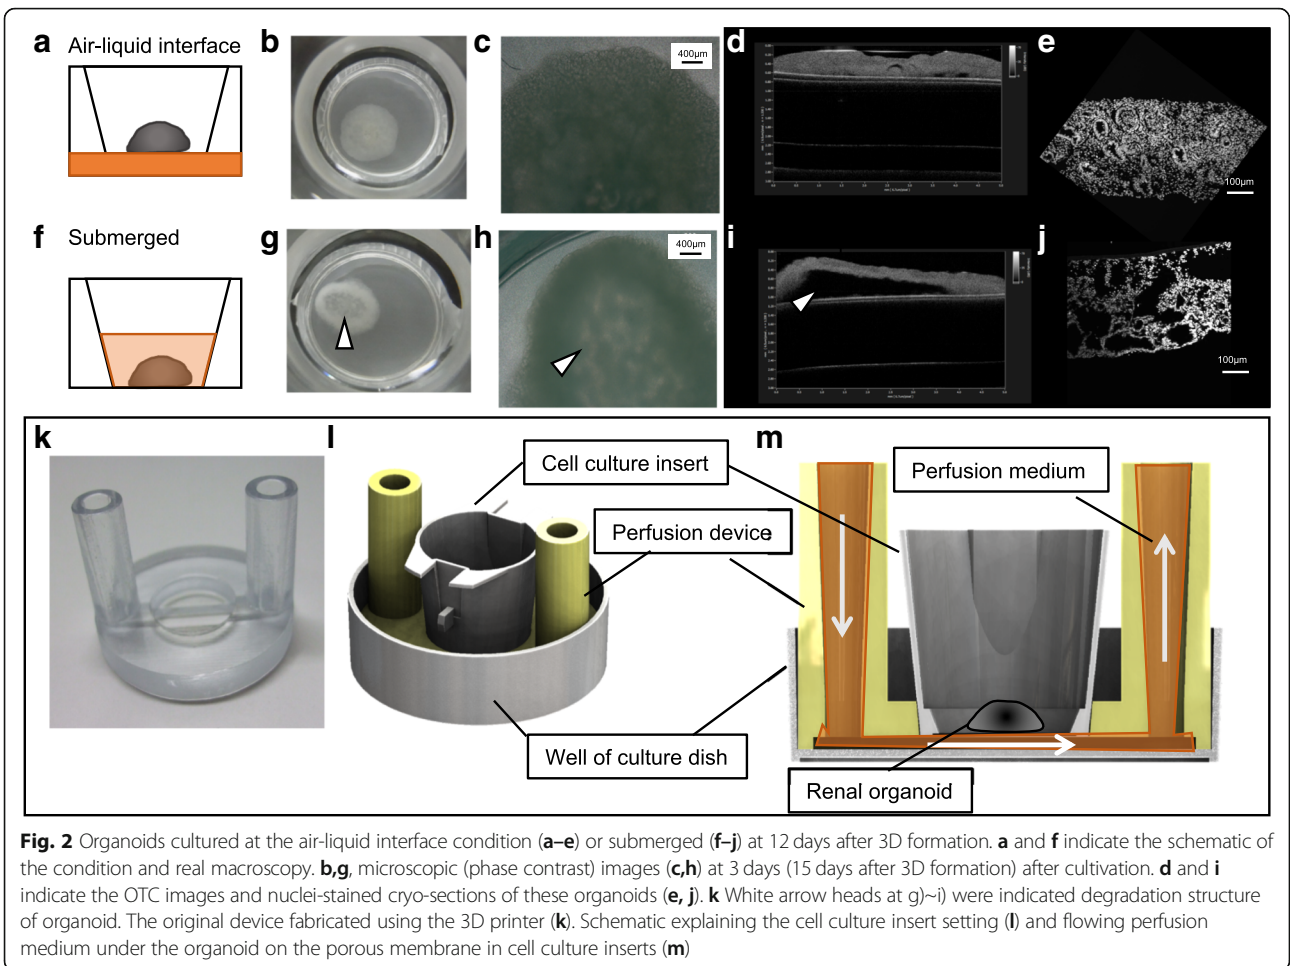 a Air-liquid interface
b
c
400μm
d
e
100μm
f Submerged
g
h
400μm
i
j
100μm
k
l
m
Cell culture insert
Perfusion medium
Perfusion device
Well of culture dish
Renal organoid
Fig. 2 Organoids cultured at the air-liquid interface condition (a–e) or submerged (f–j) at 12 days after 3D formation. a and f indicate the schematic of
the condition and real macroscopy. b,g, microscopic (phase contrast) images (c,h) at 3 days (15 days after 3D formation) after cultivation. d and i
indicate the OTC images and nuclei-stained cryo-sections of these organoids (e, j). k White arrow heads at g)~i) were indicated degradation structure
of organoid. The original device fabricated using the 3D printer (k). Schematic explaining the cell culture insert setting (l) and flowing perfusion
medium under the organoid on the porous membrane in cell culture inserts (m)